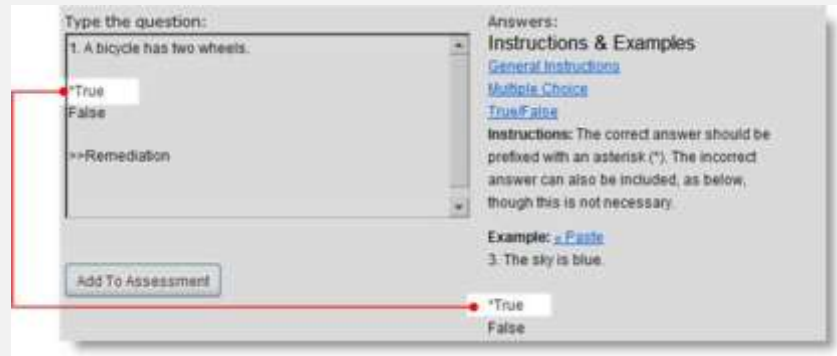 Type the question:
1. A bicycle has two wheels.
*True
False
>>Remediation
Add To Assessment
Answers:
Instructions & Examples
General Instructions
Multiple Choice
True/False
Instructions: The correct answer should be
prefixed with an asterisk (*). The incorrect
answer can also be included, as below,
though this is not necessary.
Example: « Paste
3. The sky is blue.
*True
False